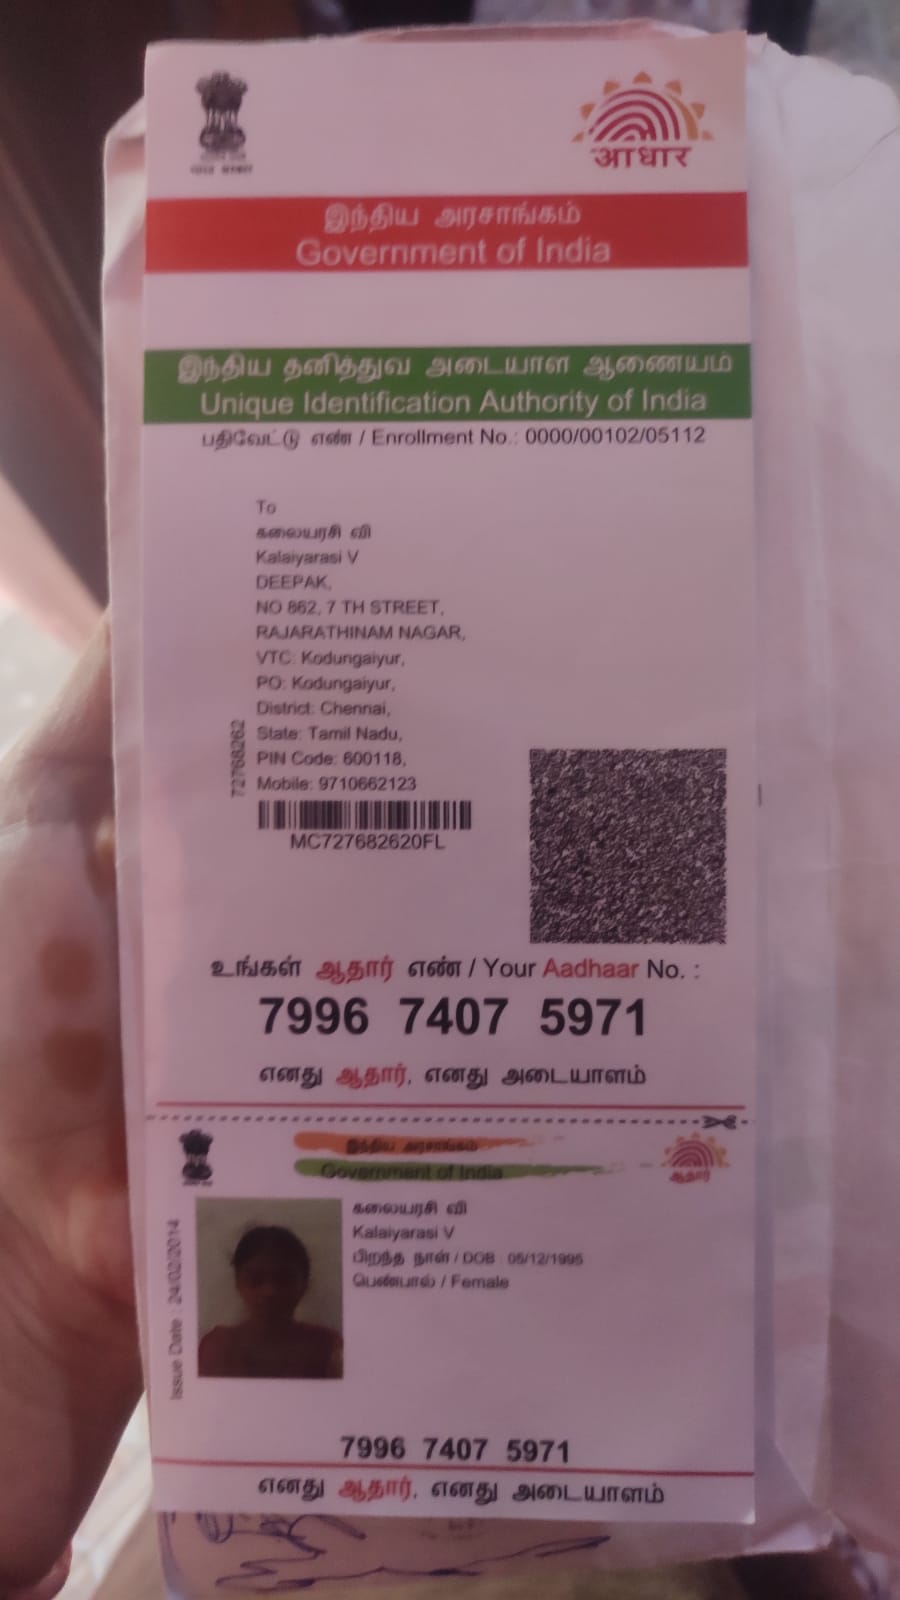 आधार
இந்திய அரசாங்கம்
Government of India
இந்திய தனித்துவ அடையாள ஆணையம்
Unique Identification Authority of India
பதிவேட்டு எண் / Enrollment No.: 0000/00102/05112
To
கலையரசி வி
Kalaiyarasi V
DEEPAK,
NO 862, 7 TH STREET,
RAJARATHINAM NAGAR,
VTC: Kodungaiyur,
PO: Kodungaiyur,
District: Chennai,
State: Tamil Nadu,
PIN Code: 600118,
Mobile: 9710662123
72768262
MC727682620FL
உங்கள் ஆதார் எண் / Your Aadhaar No. :
7996 7407 5971
எனது ஆதார், எனது அடையாளம்
இந்திய அரசாங்கம்
Government of India
ஆதார்
கலையரசி வி
Kalaiyarasi V
பிறந்த நாள் / DOB : 05/12/1995
பெண்பால் / Female
Issue Date : 24/02/2014
7996 7407 5971
எனது ஆதார், எனது அடையாளம்